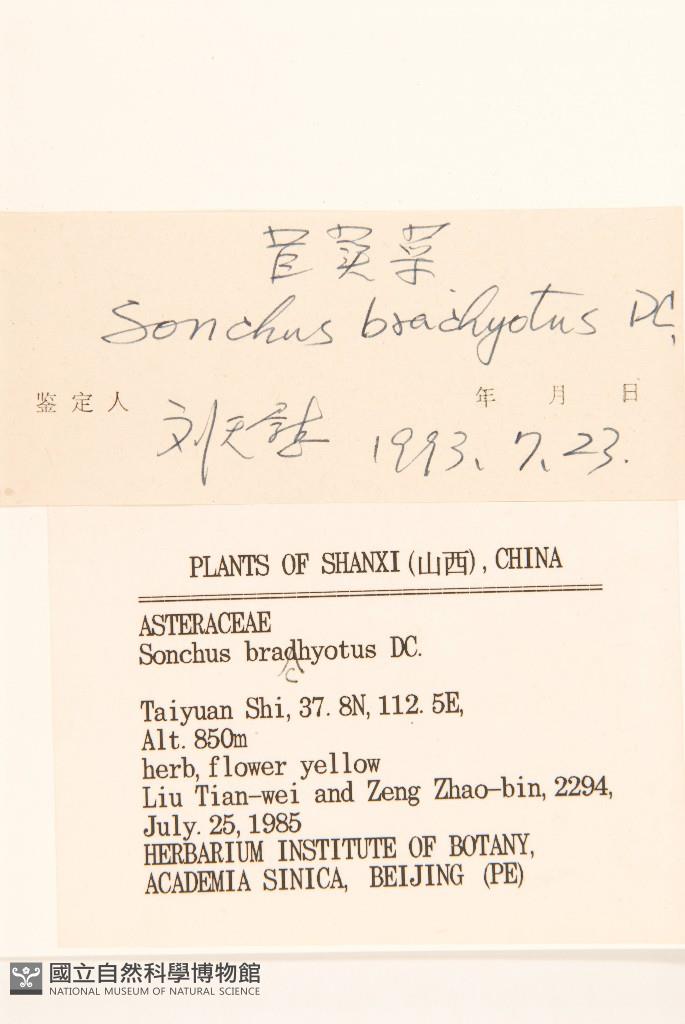 苣荬菜
Sonchus brachyotus DC.
鉴定人 刘天慰 年 月 日
1993. 7. 23.
PLANTS OF SHANXI (山西), CHINA
ASTERACEAE
Sonchus bradhyotus DC.
c
Taiyuan Shi, 37. 8N, 112. 5E,
Alt. 850m
herb, flower yellow
Liu Tian-wei and Zeng Zhao-bin, 2294,
July. 25, 1985
HERBARIUM INSTITUTE OF BOTANY,
ACADEMIA SINICA, BEIJING (PE)
國立自然科學博物館
NATIONAL MUSEUM OF NATURAL SCIENCE